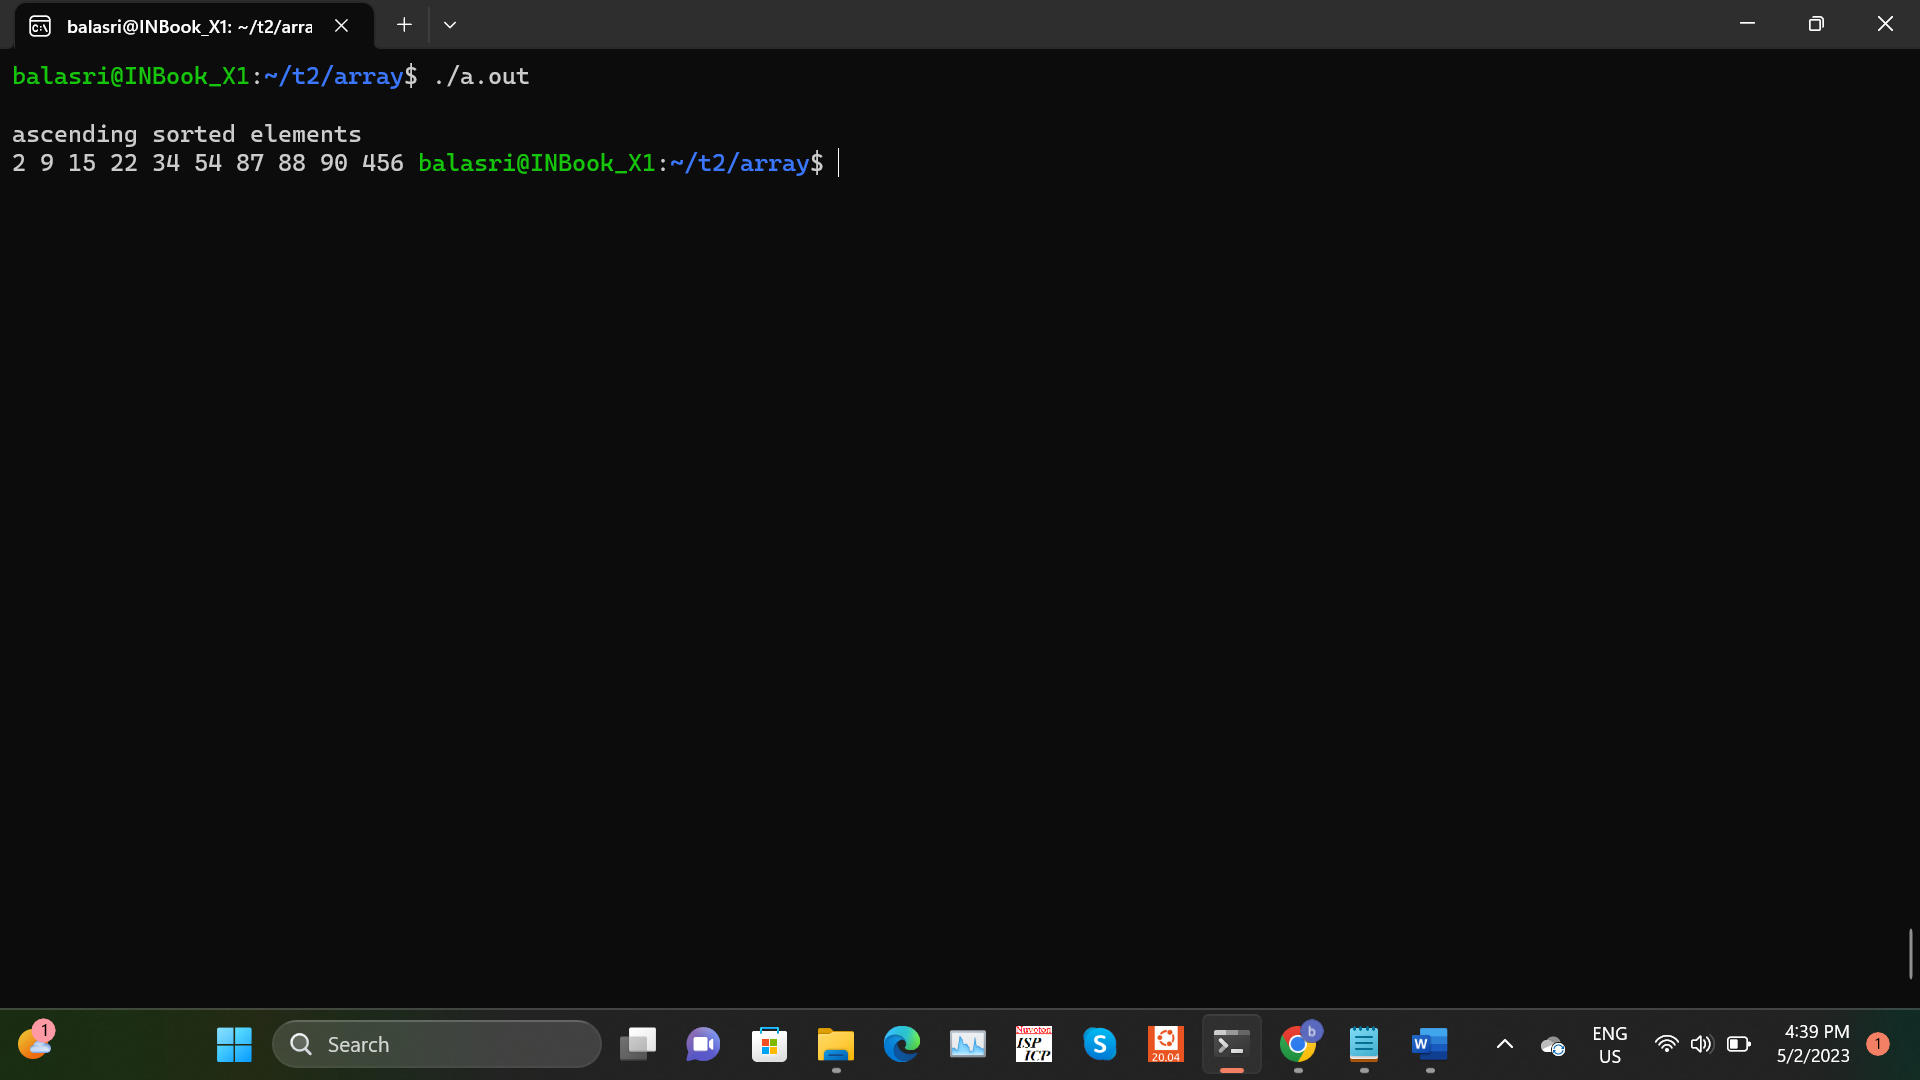 balasri@INBook_X1: ~/t2/arra
balasri@INBook_X1:~/t2/array$ ./a.out
ascending sorted elements
2 9 15 22 34 54 87 88 90 456 balasri@INBook_X1:~/t2/array$
1
Search
Nuvoton
ISP
ICP
S
20.04
b
W
ENG
US
4:39 PM
5/2/2023
1